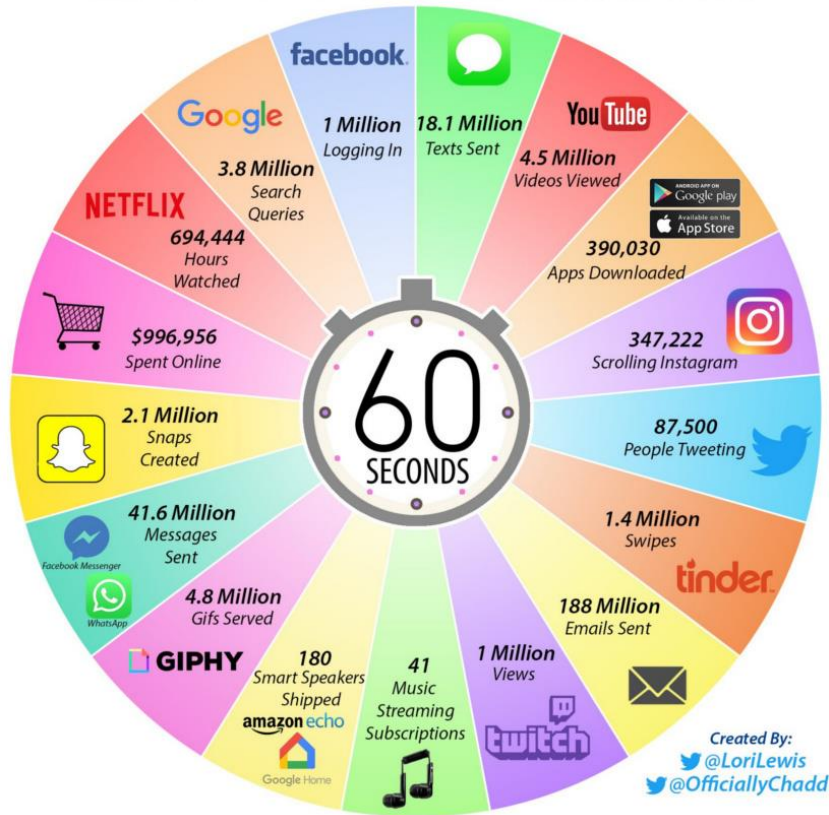 facebook
1 Million
Logging In
18.1 Million
Texts Sent
YouTube
4.5 Million
Videos Viewed
ANDROID APP ON
Google play
Available on the
App Store
390,030
Apps Downloaded
347,222
Scrolling Instagram
87,500
People Tweeting
1.4 Million
Swipes
tinder
188 Million
Emails Sent
1 Million
Views
twitch
41
Music
Streaming
Subscriptions
180
Smart Speakers
Shipped
amazon echo
Google Home
4.8 Million
Gifs Served
GIPHY
41.6 Million
Messages
Sent
Facebook Messenger
WhatsApp
2.1 Million
Snaps
Created
$996,956
Spent Online
NETFLIX
694,444
Hours
Watched
Google
3.8 Million
Search
Queries
60
SECONDS
Created By:
@LoriLewis
@OfficiallyChadd